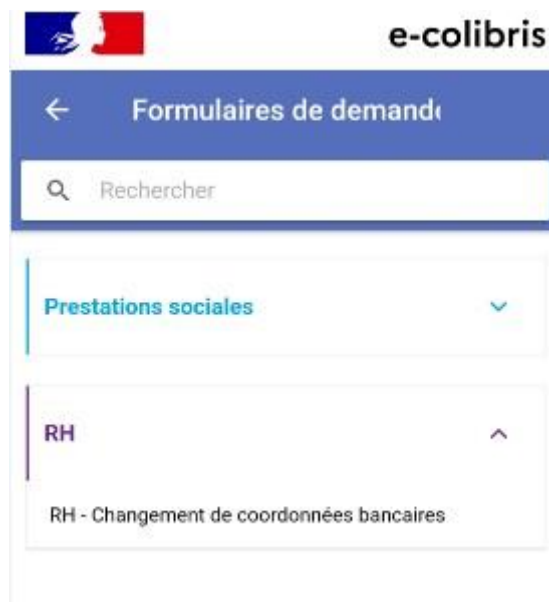 e-colibris
Formulaires de demand
Rechercher
Prestations sociales
RH
RH - Changement de coordonnées bancaires